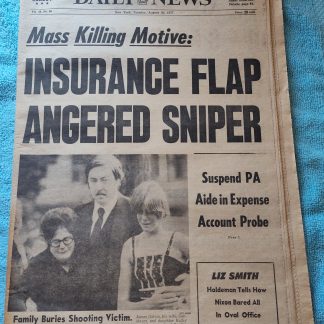 DAILY NEWS
Mass Killing Motive:
INSURANCE FLAP
ANGERED SNIPER
Suspend PA
Aide in Expense
Account Probe
LIZ SMITH
Haldeman Tells How
Nixon Bared All
In Oval Office
Family Buries Shooting Victim.